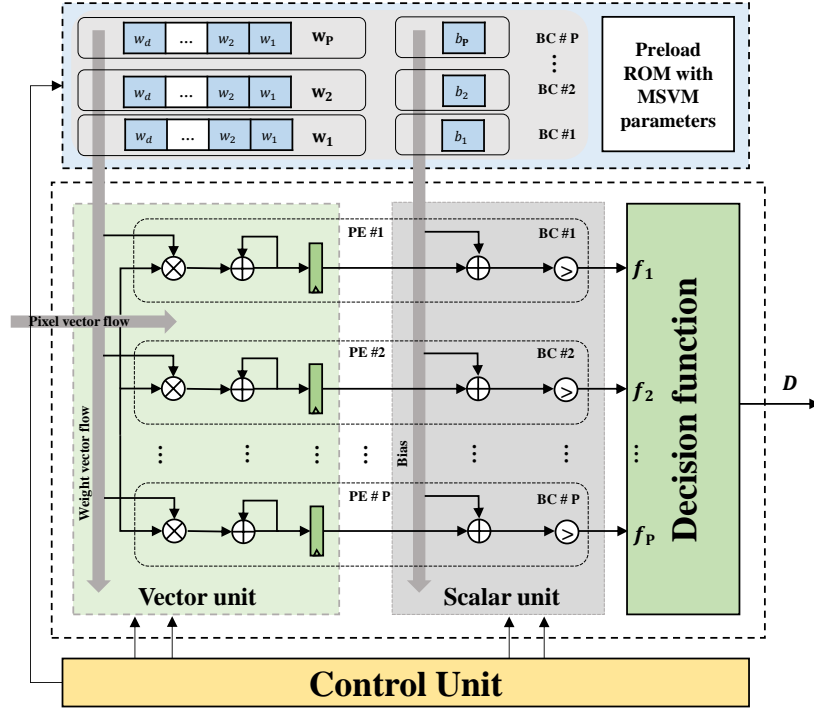 w_d ... w_2 w_1 w_P b_P BC # P
⋮
w_d ... w_2 w_1 w_2 b_2 BC #2
w_d ... w_2 w_1 w_1 b_1 BC #1
Preload
ROM with
MSVM
parameters
PE #1 BC #1
f_1
Pixel vector flow
PE #2 BC #2
f_2
D
Weight vector flow
Bias
PE # P BC # P
f_P
Decision function
Vector unit
Scalar unit
Control Unit